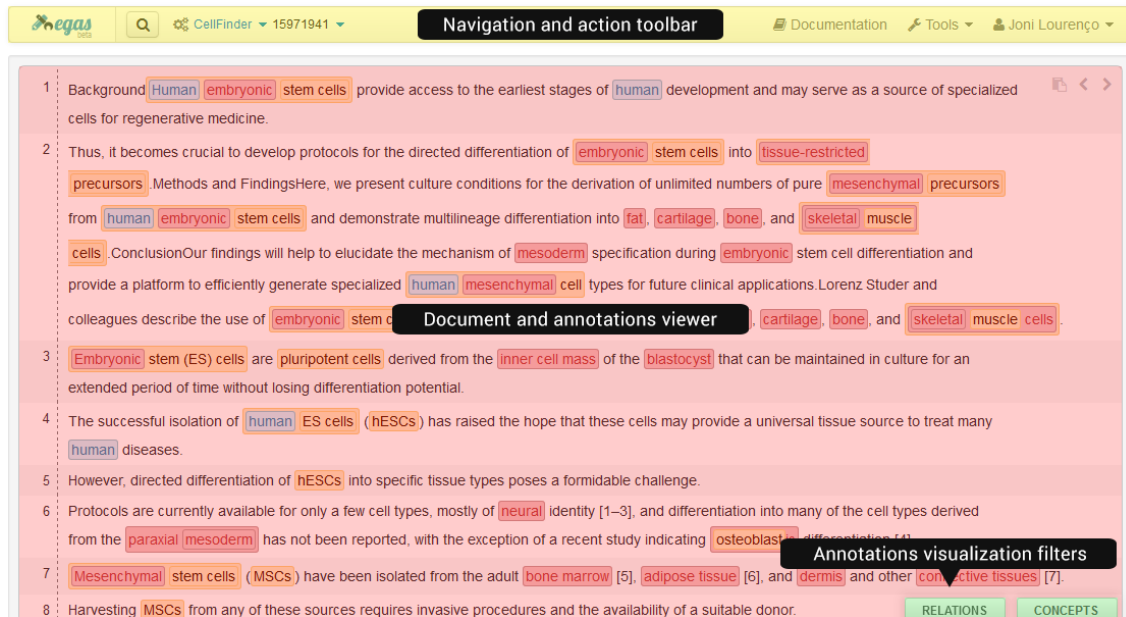 egas beta CellFinder 15971941 Navigation and action toolbar Documentation Tools Joni Lourenço
1 Background Human embryonic stem cells provide access to the earliest stages of human development and may serve as a source of specialized
cells for regenerative medicine.
2 Thus, it becomes crucial to develop protocols for the directed differentiation of embryonic stem cells into tissue-restricted
precursors .Methods and FindingsHere, we present culture conditions for the derivation of unlimited numbers of pure mesenchymal precursors
from human embryonic stem cells and demonstrate multilineage differentiation into fat, cartilage, bone, and skeletal muscle
cells .ConclusionOur findings will help to elucidate the mechanism of mesoderm specification during embryonic stem cell differentiation and
provide a platform to efficiently generate specialized human mesenchymal cell types for future clinical applications.Lorenz Studer and
colleagues describe the use of embryonic stem c Document and annotations viewer , cartilage, bone, and skeletal muscle cells .
3 Embryonic stem (ES) cells are pluripotent cells derived from the inner cell mass of the blastocyst that can be maintained in culture for an
extended period of time without losing differentiation potential.
4 The successful isolation of human ES cells (hESCs) has raised the hope that these cells may provide a universal tissue source to treat many
human diseases.
5 However, directed differentiation of hESCs into specific tissue types poses a formidable challenge.
6 Protocols are currently available for only a few cell types, mostly of neural identity [1–3], and differentiation into many of the cell types derived
from the paraxial mesoderm has not been reported, with the exception of a recent study indicating osteoblast
Annotations visualization filters
7 Mesenchymal stem cells (MSCs) have been isolated from the adult bone marrow [5], adipose tissue [6], and dermis and other connective tissues [7].
8 Harvesting MSCs from any of these sources requires invasive procedures and the availability of a suitable donor. RELATIONS CONCEPTS